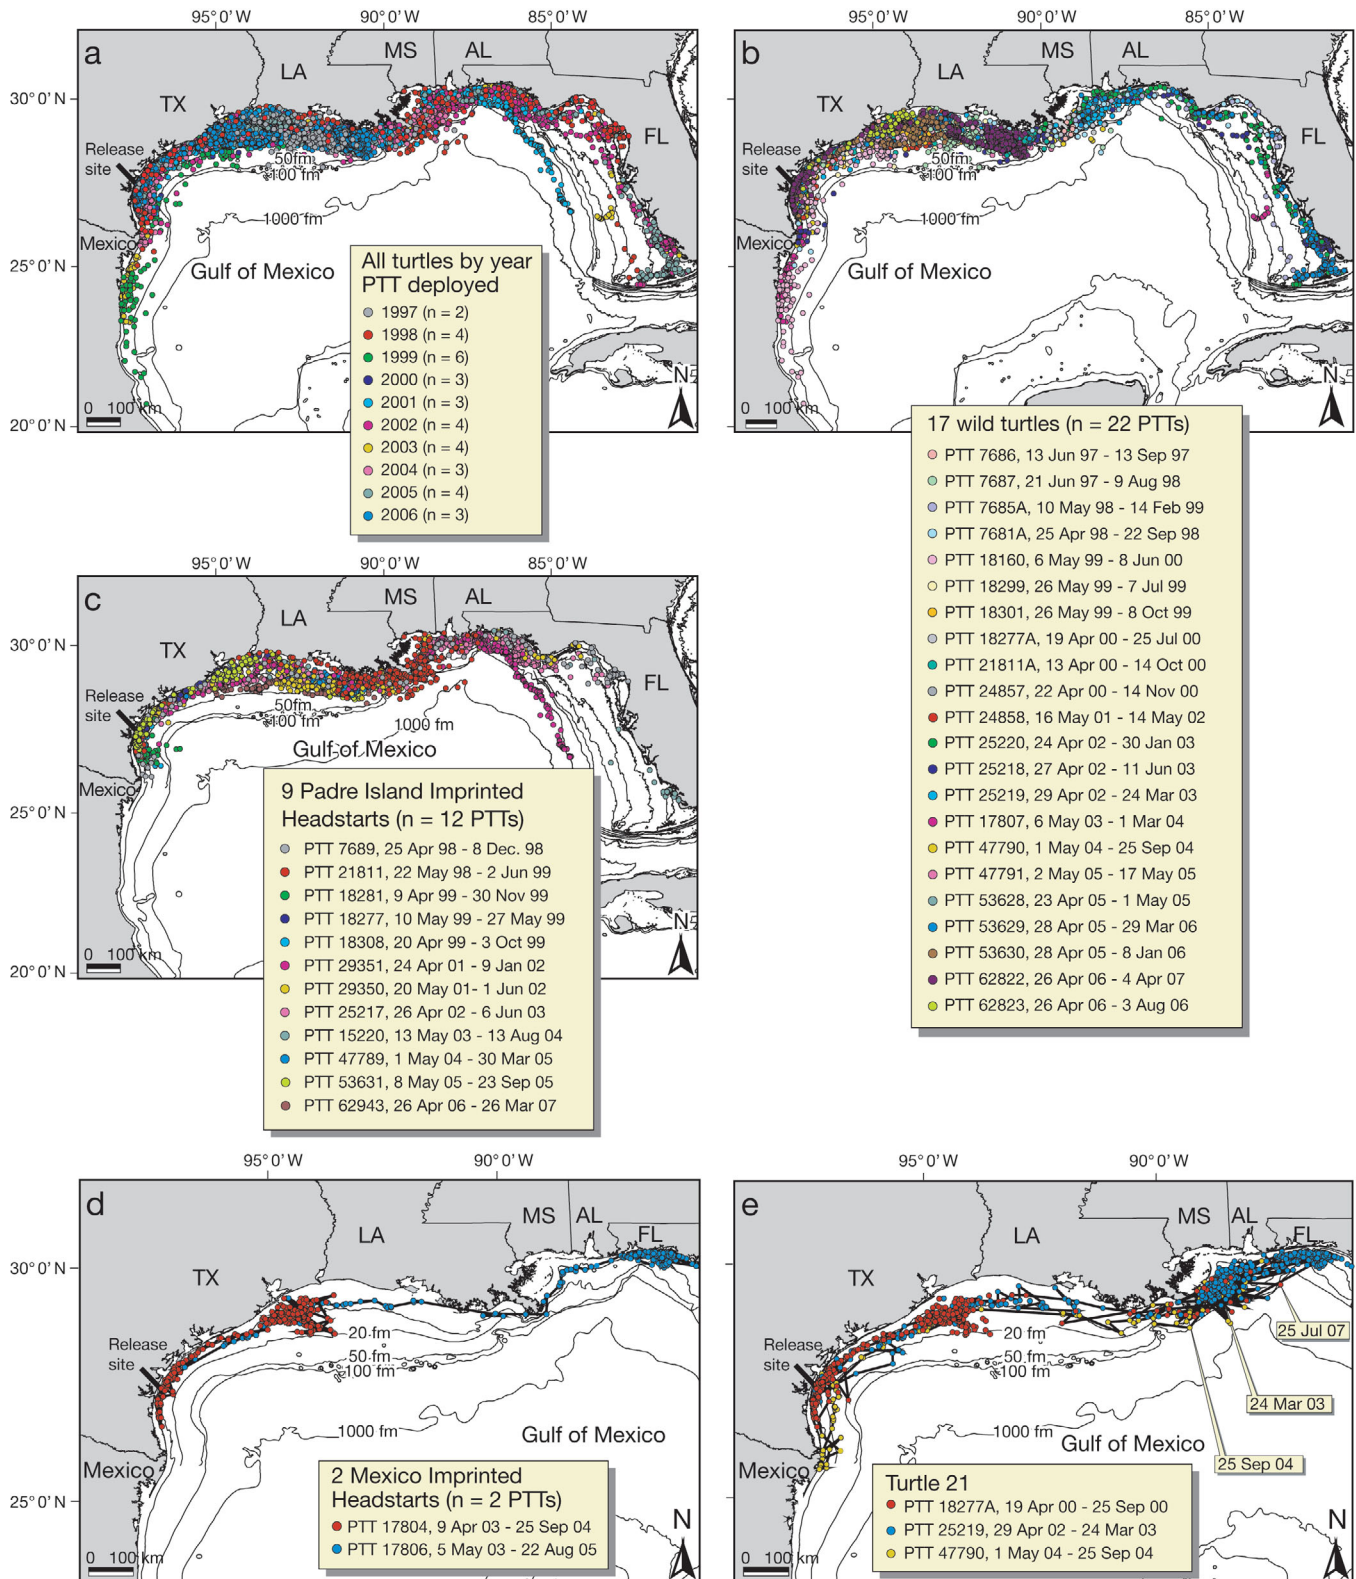 95°0′W 90°0′W 85°0′W
a
MS AL
LA
TX
30°0′N
FL
Release
site
50fm
100 fm
1000 fm
Mexico
25°0′N
Gulf of Mexico
All turtles by year
PTT deployed
1997 (n = 2)
1998 (n = 4)
1999 (n = 6)
2000 (n = 3)
2001 (n = 3)
2002 (n = 4)
2003 (n = 4)
2004 (n = 3)
2005 (n = 4)
2006 (n = 3)
N
0 100 km
20°0′N
95°0′W 90°0′W 85°0′W
b
MS AL
LA
TX
FL
Release
site
50fm
100 fm
1000 fm
Mexico
Gulf of Mexico
N
0 100 km
17 wild turtles (n = 22 PTTs)
PTT 7686, 13 Jun 97 - 13 Sep 97
PTT 7687, 21 Jun 97 - 9 Aug 98
PTT 7685A, 10 May 98 - 14 Feb 99
PTT 7681A, 25 Apr 98 - 22 Sep 98
PTT 18160, 6 May 99 - 8 Jun 00
PTT 18299, 26 May 99 - 7 Jul 99
PTT 18301, 26 May 99 - 8 Oct 99
PTT 18277A, 19 Apr 00 - 25 Jul 00
PTT 21811A, 13 Apr 00 - 14 Oct 00
PTT 24857, 22 Apr 00 - 14 Nov 00
PTT 24858, 16 May 01 - 14 May 02
PTT 25220, 24 Apr 02 - 30 Jan 03
PTT 25218, 27 Apr 02 - 11 Jun 03
PTT 25219, 29 Apr 02 - 24 Mar 03
PTT 17807, 6 May 03 - 1 Mar 04
PTT 47790, 1 May 04 - 25 Sep 04
PTT 47791, 2 May 05 - 17 May 05
PTT 53628, 23 Apr 05 - 1 May 05
PTT 53629, 28 Apr 05 - 29 Mar 06
PTT 53630, 28 Apr 05 - 8 Jan 06
PTT 62822, 26 Apr 06 - 4 Apr 07
PTT 62823, 26 Apr 06 - 3 Aug 06
95°0′W 90°0′W 85°0′W
c
MS AL
LA
TX
30°0′N
FL
Release
site
50fm
100 fm
1000 fm
Gulf of Mexico
Mexico
25°0′N
9 Padre Island Imprinted
Headstarts (n = 12 PTTs)
PTT 7689, 25 Apr 98 - 8 Dec. 98
PTT 21811, 22 May 98 - 2 Jun 99
PTT 18281, 9 Apr 99 - 30 Nov 99
PTT 18277, 10 May 99 - 27 May 99
PTT 18308, 20 Apr 99 - 3 Oct 99
PTT 29351, 24 Apr 01 - 9 Jan 02
PTT 29350, 20 May 01- 1 Jun 02
PTT 25217, 26 Apr 02 - 6 Jun 03
PTT 15220, 13 May 03 - 13 Aug 04
PTT 47789, 1 May 04 - 30 Mar 05
PTT 53631, 8 May 05 - 23 Sep 05
PTT 62943, 26 Apr 06 - 26 Mar 07
N
0 100 km
20°0′N
95°0′W 90°0′W
d
MS AL
LA FL
TX
30°0′N
Release
site
20 fm
50 fm
100 fm
1000 fm
Gulf of Mexico
Mexico
25°0′N
2 Mexico Imprinted
Headstarts (n = 2 PTTs)
PTT 17804, 9 Apr 03 - 25 Sep 04
PTT 17806, 5 May 03 - 22 Aug 05
N
0 100 km
95°0′W 90°0′W
e
MS AL
LA FL
TX
25 Jul 07
Release
site
20 fm
50 fm
100 fm
24 Mar 03
1000 fm
Gulf of Mexico
25 Sep 04
Mexico
Turtle 21
PTT 18277A, 19 Apr 00 - 25 Sep 00
PTT 25219, 29 Apr 02 - 24 Mar 03
PTT 47790, 1 May 04 - 25 Sep 04
N
0 100 km